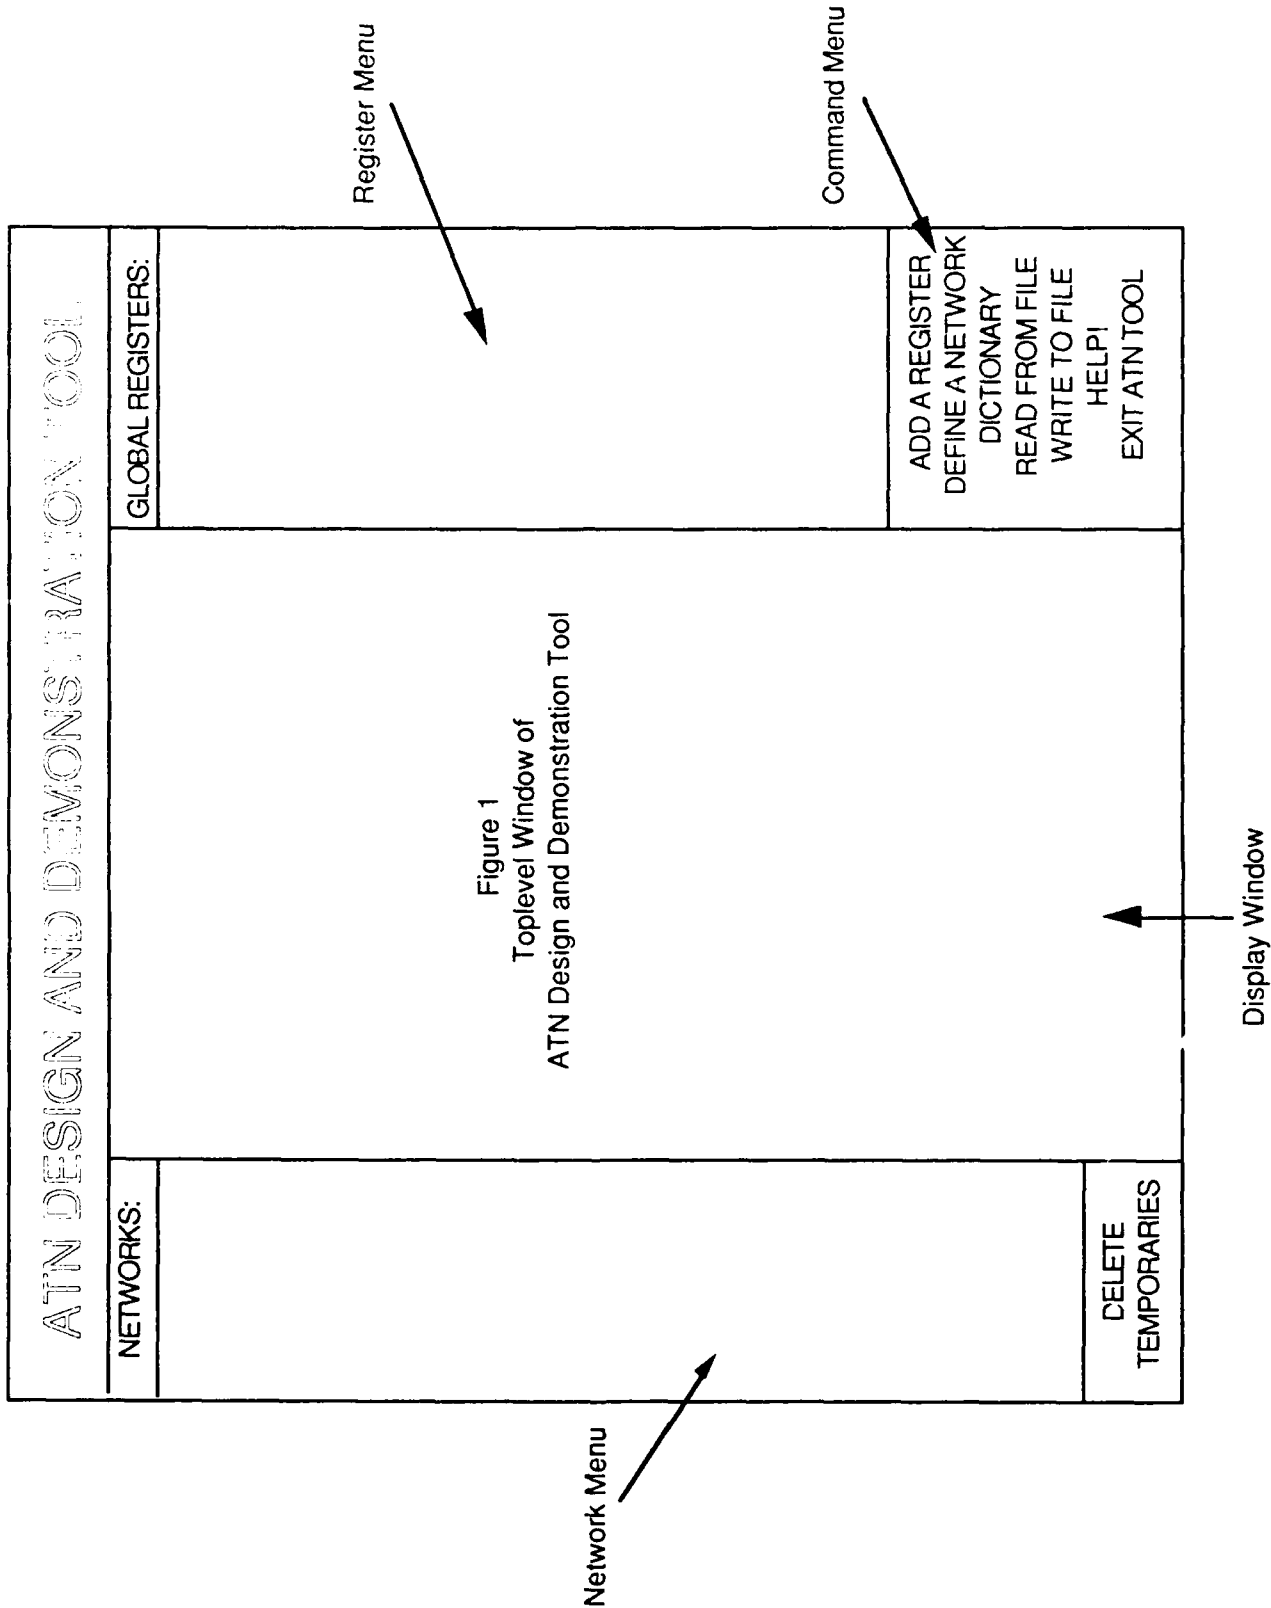 ATN DESIGN AND DEMONSTRATION TOOL
NETWORKS:
GLOBAL REGISTERS:
Register Menu
Figure 1
Toplevel Window of
ATN Design and Demonstration Tool
Network Menu
Command Menu
ADD A REGISTER
DEFINE A NETWORK
DICTIONARY
READ FROM FILE
WRITE TO FILE
HELP!
EXIT ATN TOOL
DELETE
TEMPORARIES
Display Window